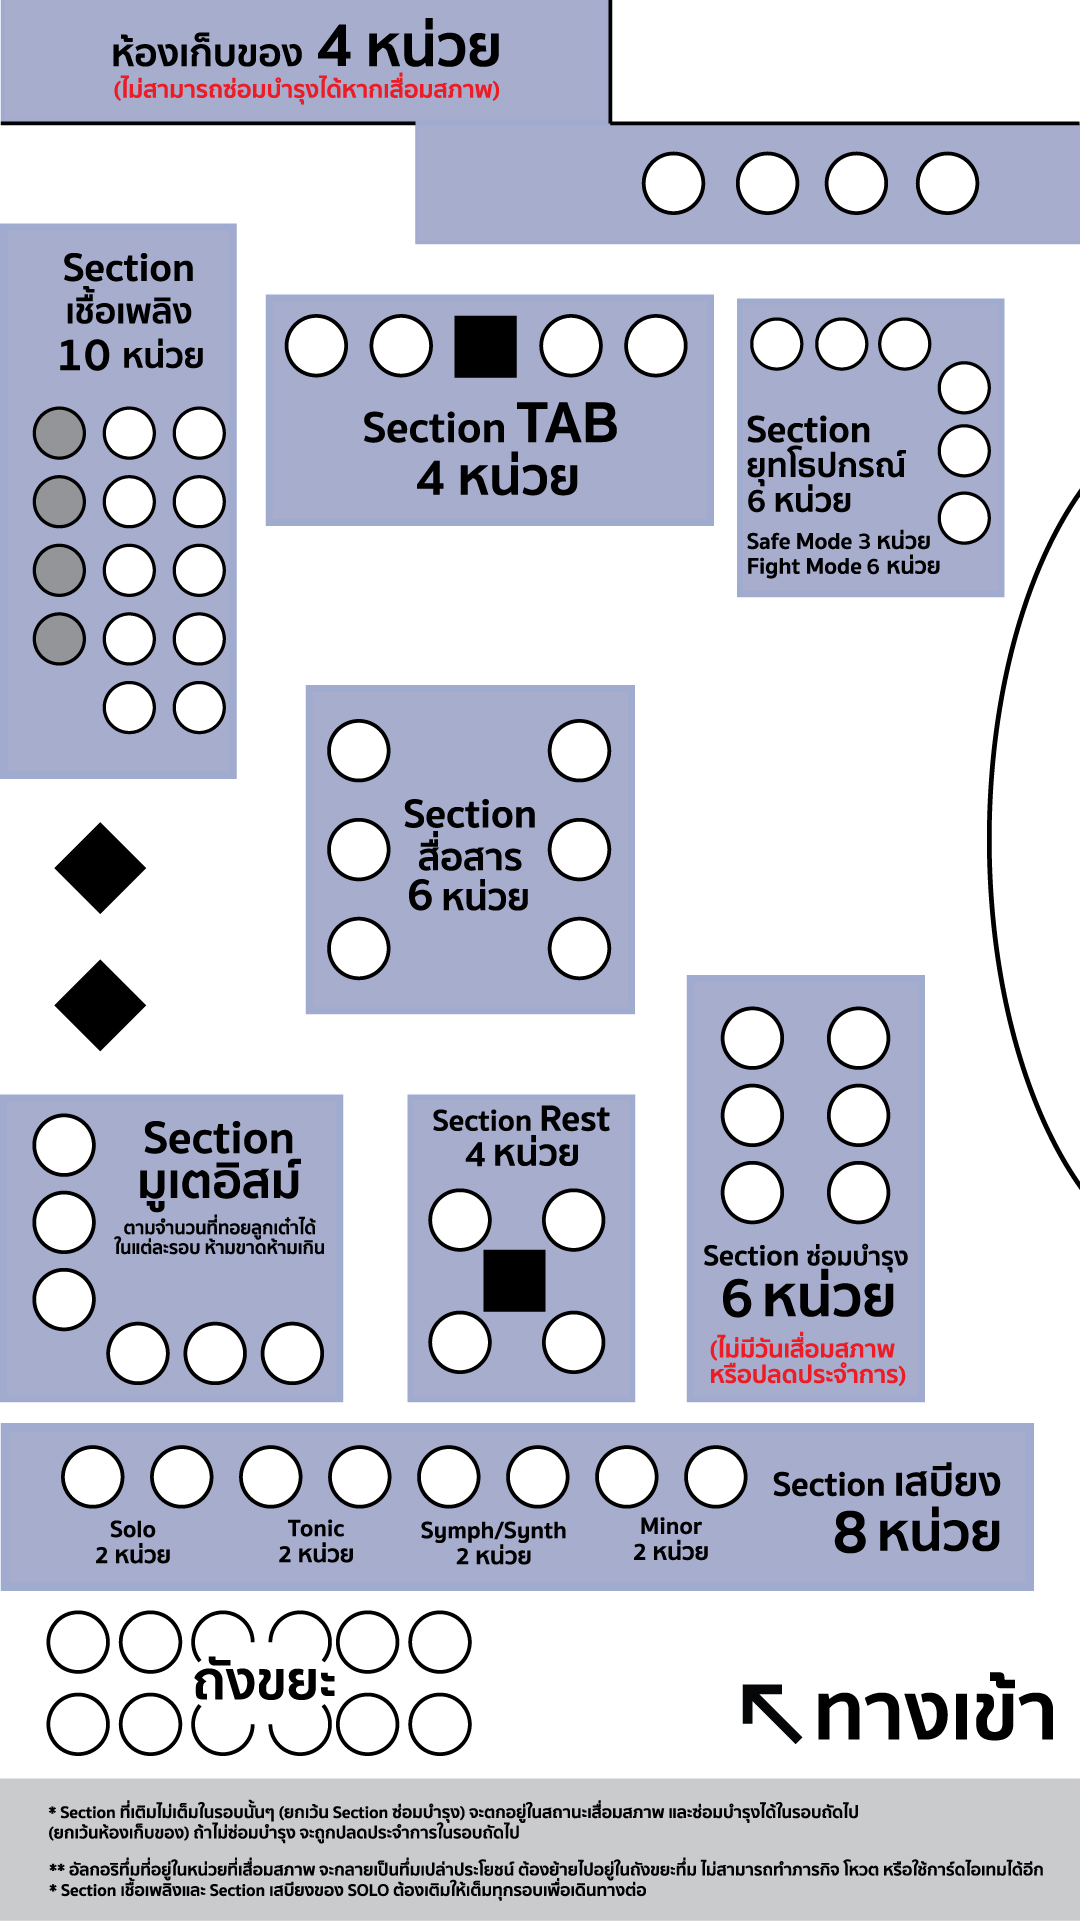 ห้องเก็บของ 4 หน่วย
(ไม่สามารถซ่อมบำรุงได้หากเสื่อมสภาพ)
Section
เชื้อเพลิง
10 หน่วย
Section TAB
4 หน่วย
Section
ยุทโธปกรณ์
6 หน่วย
Safe Mode 3 หน่วย
Fight Mode 6 หน่วย
Section
สื่อสาร
6 หน่วย
Section
มูเตอิสม์
ตามจำนวนที่ทอยลูกเต๋าได้
ในแต่ละรอบ ห้ามขาดห้ามเกิน
Section Rest
4 หน่วย
Section ซ่อมบำรุง
6 หน่วย
(ไม่มีวันเสื่อมสภาพ
หรือปลดประจำการ)
Section เสบียง
8 หน่วย
Solo
2 หน่วย
Tonic
2 หน่วย
Symph/Synth
2 หน่วย
Minor
2 หน่วย
ถังขยะ
ทางเข้า
* Section ที่เติมไม่เต็มในรอบนั้นๆ (ยกเว้น Section ซ่อมบำรุง) จะตกอยู่ในสถานะเสื่อมสภาพ และซ่อมบำรุงได้ในรอบถัดไป
(ยกเว้นห้องเก็บของ) ถ้าไม่ซ่อมบำรุง จะถูกปลดประจำการในรอบถัดไป
** อัลกอริทึ่มที่อยู่ในหน่วยที่เสื่อมสภาพ จะกลายเป็นทึ่มเปล่าประโยชน์ ต้องย้ายไปอยู่ในถังขยะทึ่ม ไม่สามารถทำภารกิจ โหวต หรือใช้การ์ดไอเทมได้อีก
* Section เชื้อเพลิงและ Section เสบียงของ SOLO ต้องเติมให้เต็มทุกรอบเพื่อเดินทางต่อ